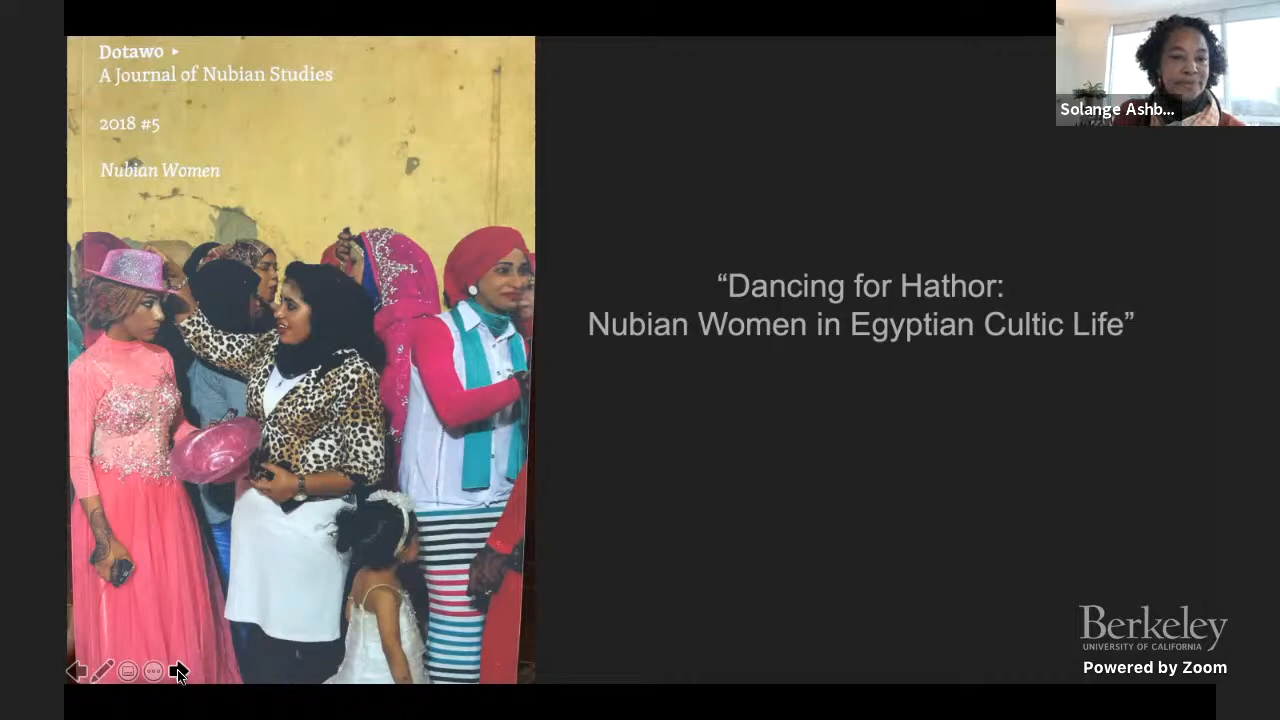 Dotawo ▸
A Journal of Nubian Studies
2018 #5
Nubian Women
“Dancing for Hathor:
Nubian Women in Egyptian Cultic Life”
Solange Ashb...
Berkeley
UNIVERSITY OF CALIFORNIA
Powered by Zoom